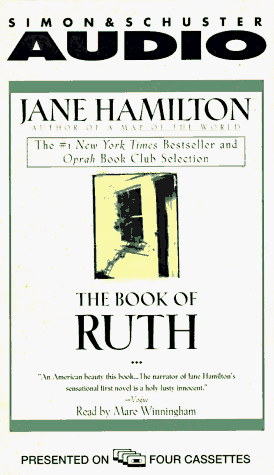 SIMON & SCHUSTER
AUDIO
JANE HAMILTON
AUTHOR OF A MAP OF THE WORLD
The #1 New York Times Bestseller and
Oprah Book Club Selection
THE BOOK OF
RUTH
"An American beauty this book...The narrator of Jane Hamilton's
sensational first novel is a holy lusty innocent."
—Vogue
Read by Mare Winningham
PRESENTED ON FOUR CASSETTES